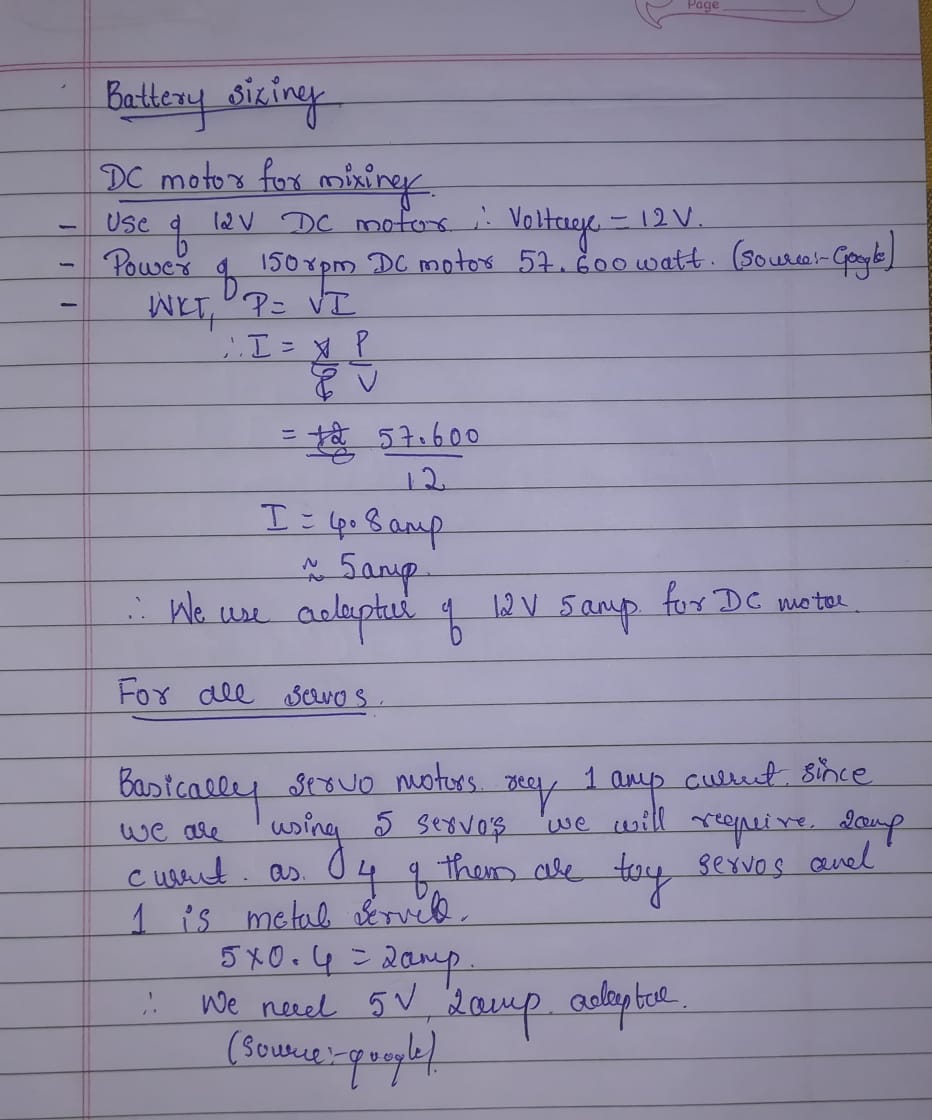 Page
Battery sizing
DC motor for mixing.
- Use of 12V DC motor ∴ Voltage = 12V.
- Power of 150rpm DC motor 57.600 watt. (Source:- Google)
- WKT, P = VI
∴ I = P/V
= 57.600/12
I = 4.8 amp
≈ 5 amp.
∴ We use adapter of 12V 5 amp. for DC motor.
For all servos.
Basically servo motors req 1 amp current. since
we are using 5 servo's we will require. 2amp
current. as. 4 of them are toy servos and
1 is metal servo.
5×0.4 = 2amp.
∴ We need 5V, 2amp. adapter.
(Source:- google).